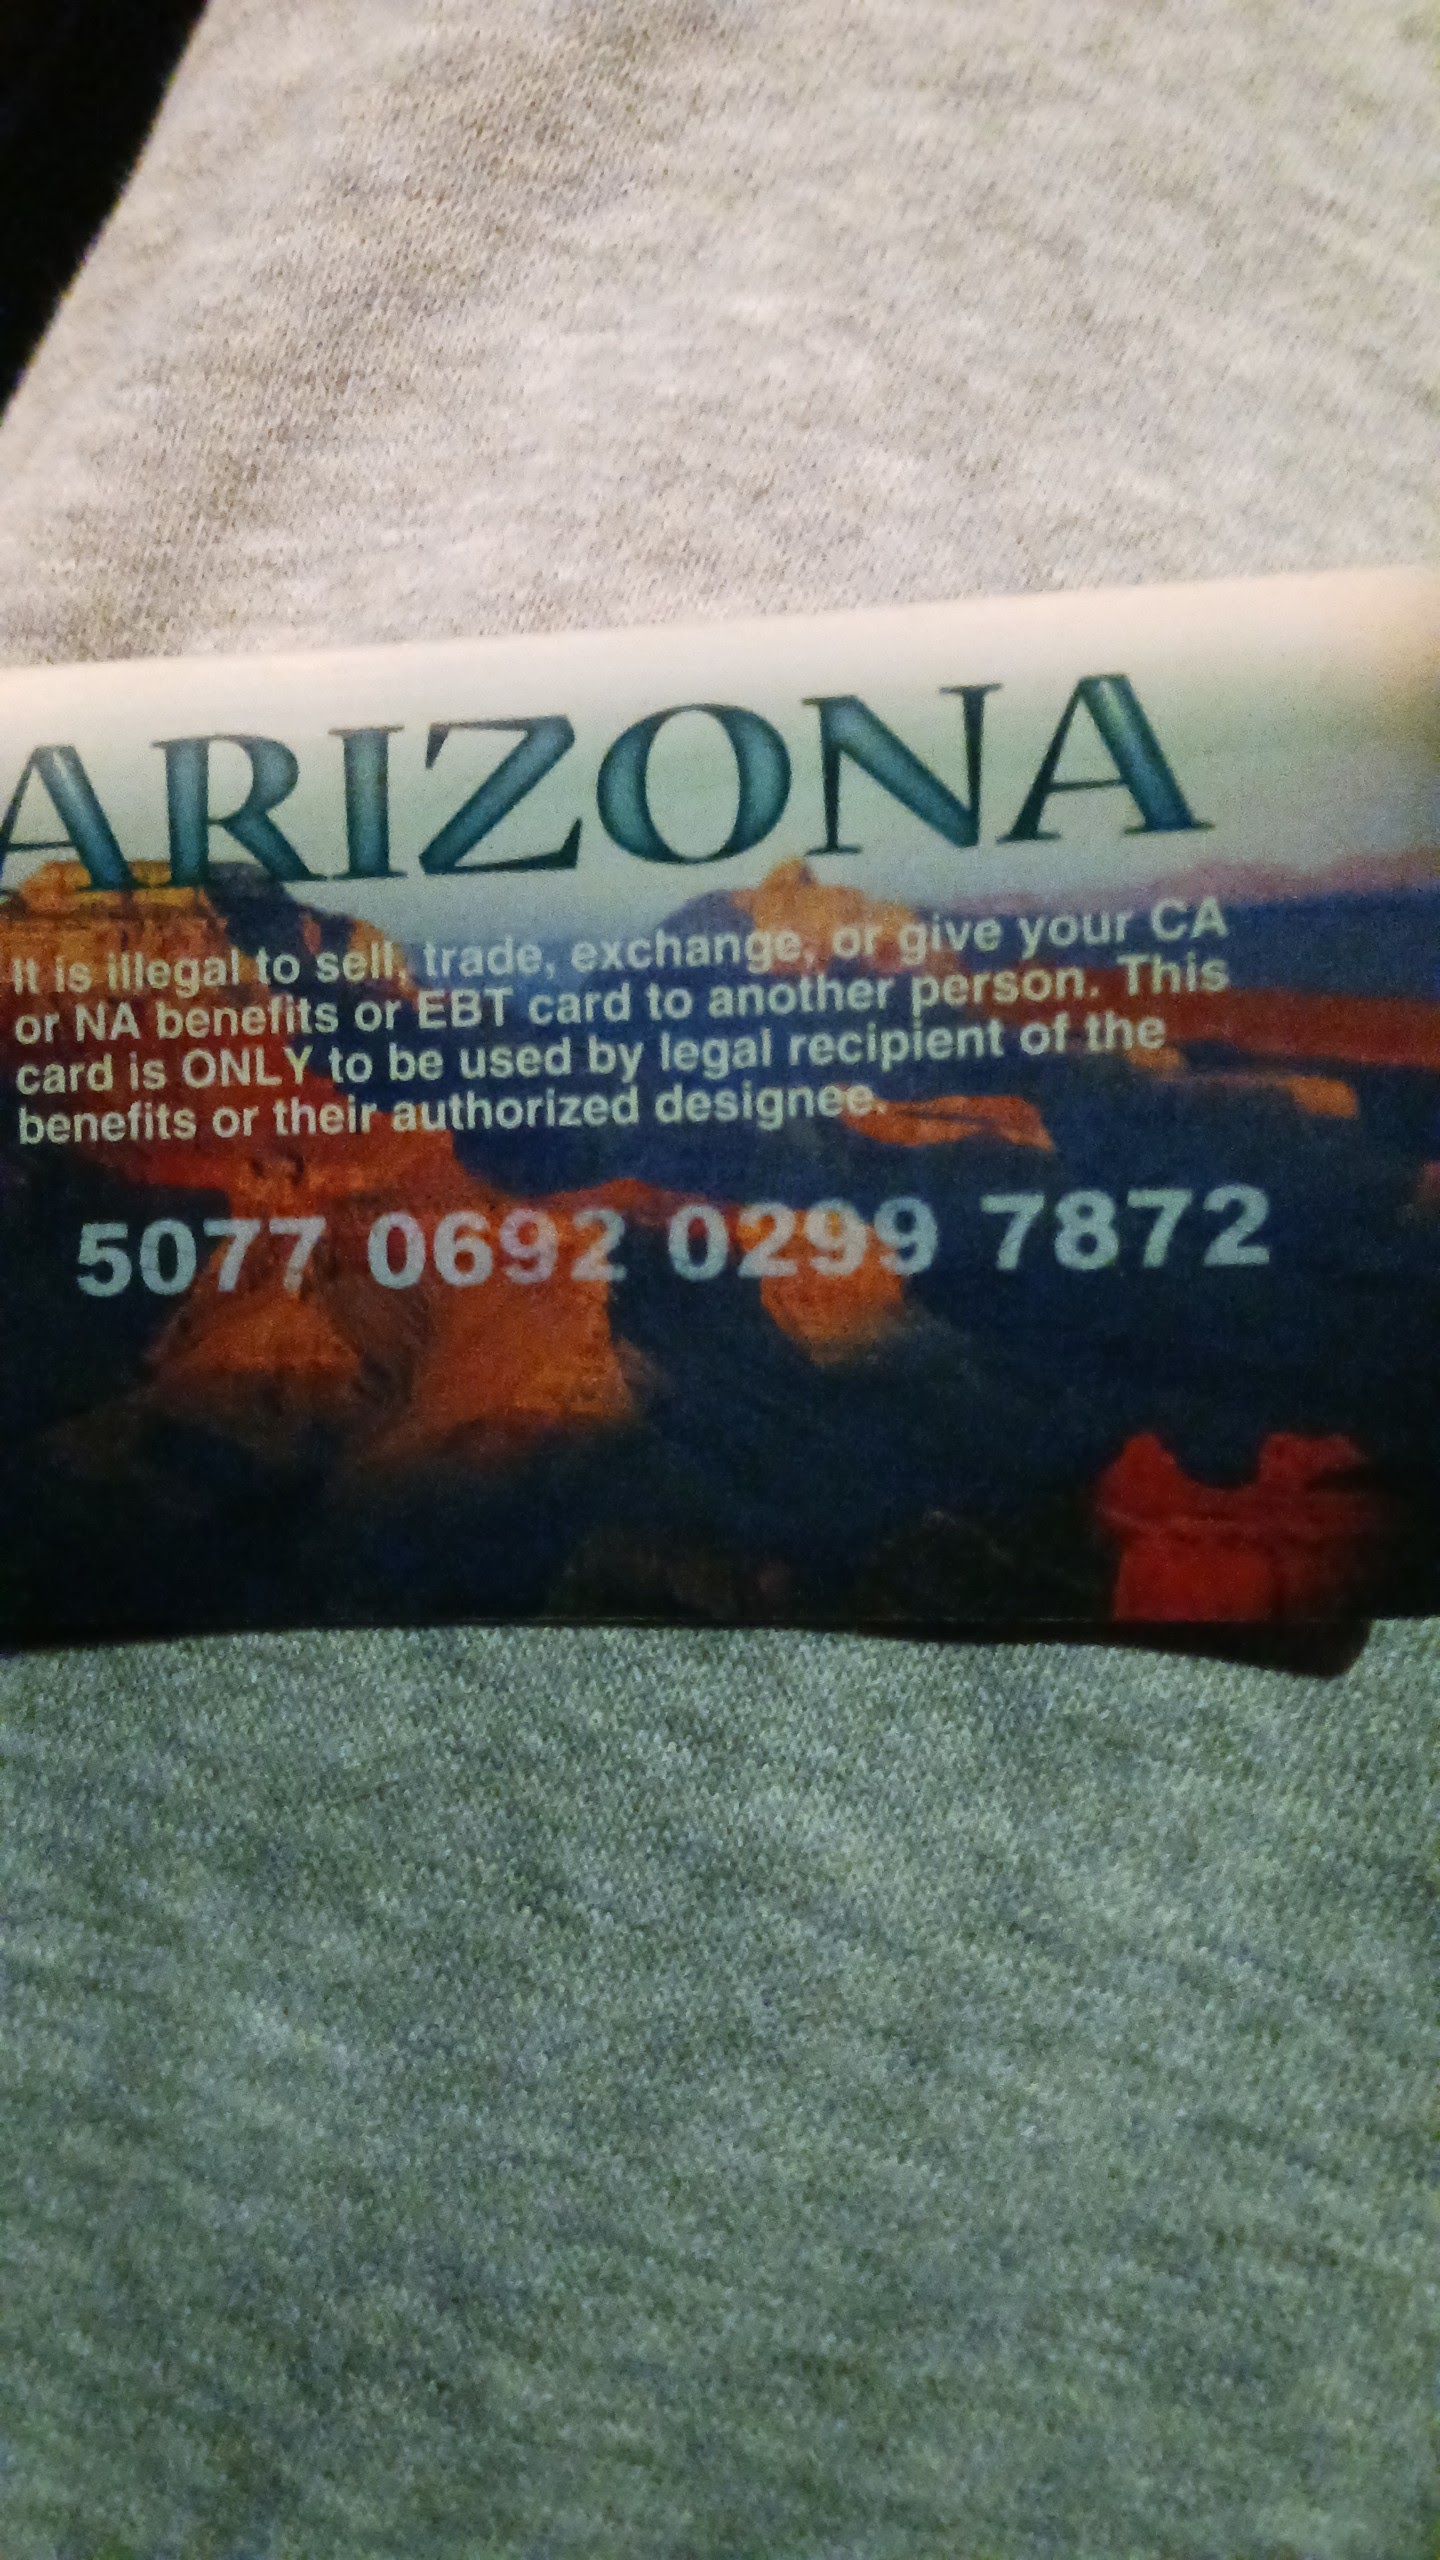 ARIZONA
It is illegal to sell, trade, exchange, or give your CA
or NA benefits or EBT card to another person. This
card is ONLY to be used by legal recipient of the
benefits or their authorized designee.
5077 0692 0299 7872